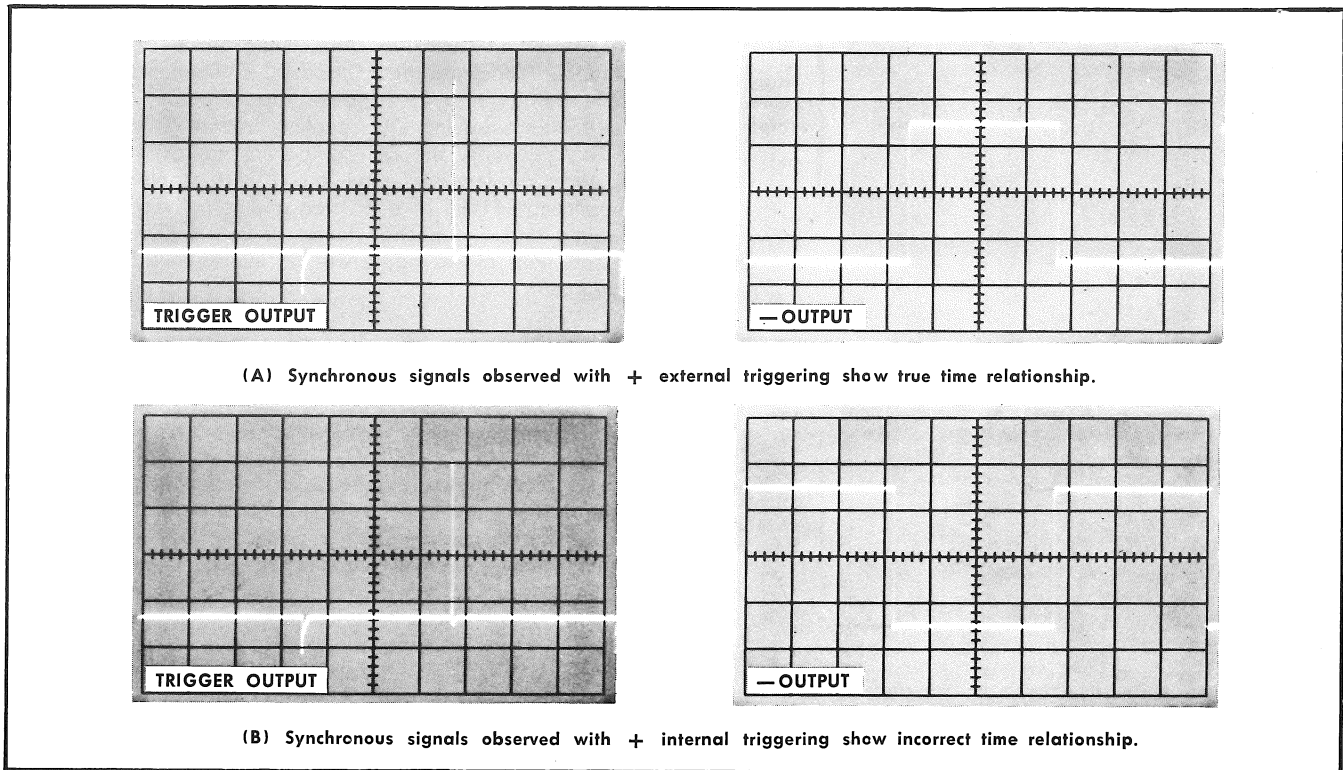 TRIGGER OUTPUT
—OUTPUT
(A) Synchronous signals observed with + external triggering show true time relationship.
TRIGGER OUTPUT
—OUTPUT
(B) Synchronous signals observed with + internal triggering show incorrect time relationship.